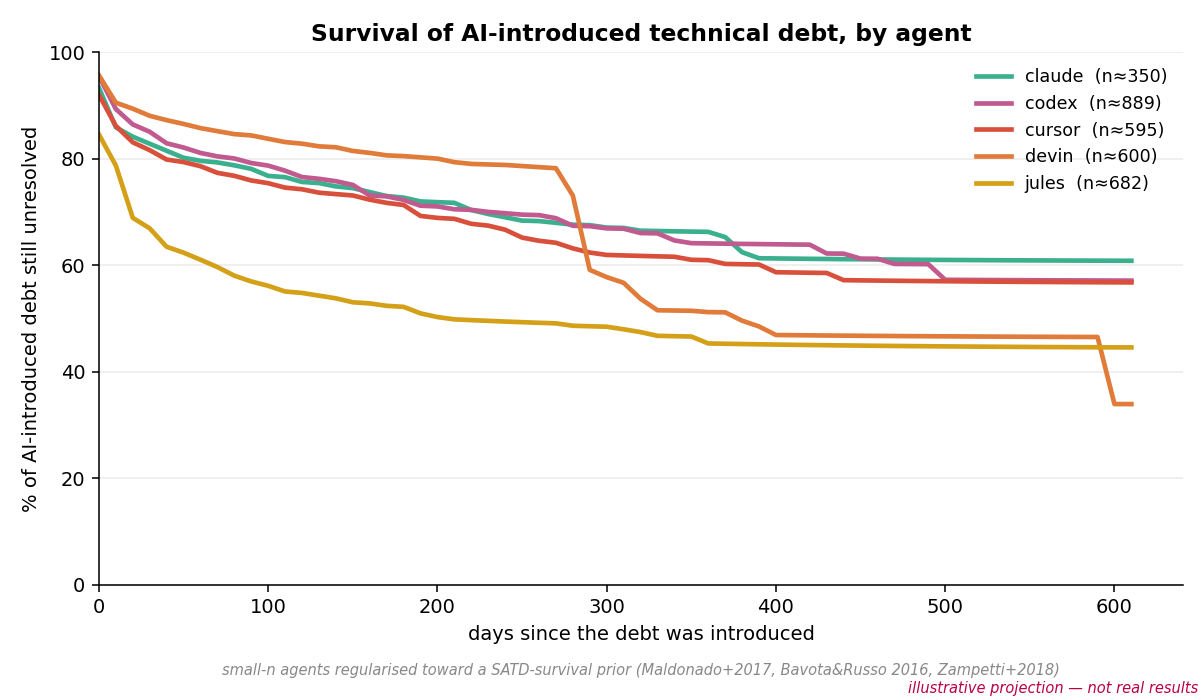 Survival of AI-introduced technical debt, by agent
100
80
60
40
20
0
% of AI-introduced debt still unresolved
claude (n≈350)
codex (n≈889)
cursor (n≈595)
devin (n≈600)
jules (n≈682)
0 100 200 300 400 500 600
days since the debt was introduced
small-n agents regularised toward a SATD-survival prior (Maldonado+2017, Bavota&Russo 2016, Zampetti+2018)
illustrative projection — not real results